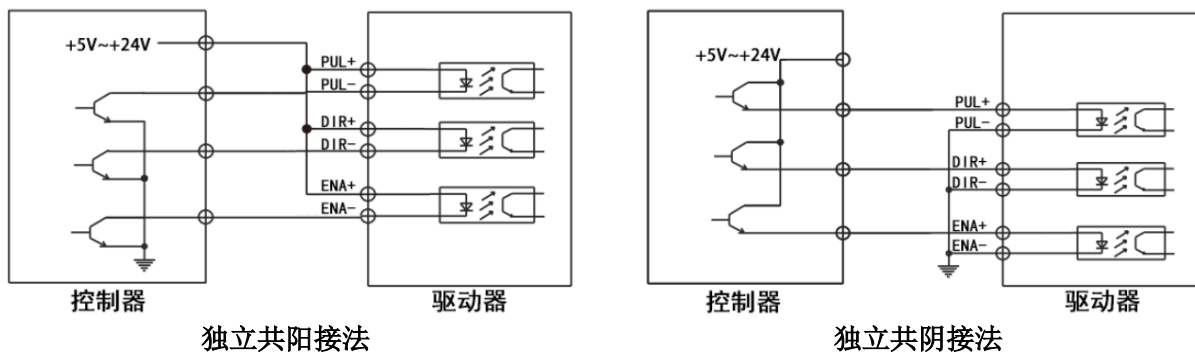 +5V~+24V
PUL+
PUL-
DIR+
DIR-
ENA+
ENA-
控制器
驱动器
独立共阳接法
+5V~+24V
PUL+
PUL-
DIR+
DIR-
ENA+
ENA-
控制器
驱动器
独立共阴接法